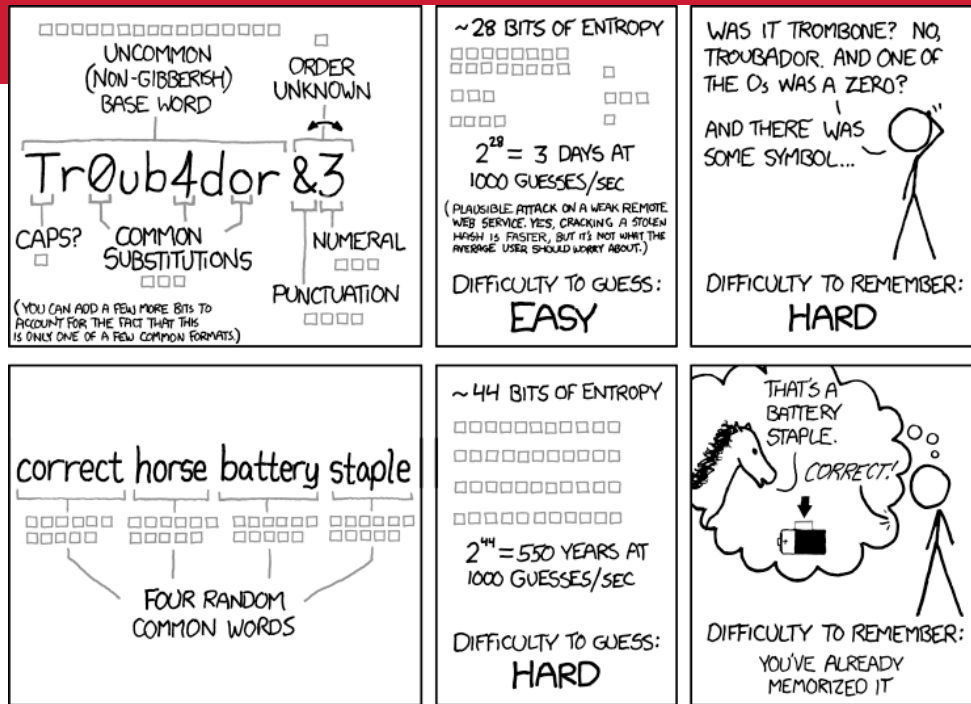 UNCOMMON
(NON-GIBBERISH)
BASE WORD
ORDER
UNKNOWN
Tr0ub4dor &3
CAPS?
COMMON
SUBSTITUTIONS
NUMERAL
PUNCTUATION
(YOU CAN ADD A FEW MORE BITS TO
ACCOUNT FOR THE FACT THAT THIS
IS ONLY ONE OF A FEW COMMON FORMATS.)
~28 BITS OF ENTROPY
2^28 = 3 DAYS AT
1000 GUESSES/SEC
(PLAUSIBLE ATTACK ON A WEAK REMOTE
WEB SERVICE. YES, CRACKING A STOLEN
HASH IS FASTER, BUT IT'S NOT WHAT THE
AVERAGE USER SHOULD WORRY ABOUT.)
DIFFICULTY TO GUESS:
EASY
WAS IT TROMBONE? NO,
TROUBADOR. AND ONE OF
THE Os WAS A ZERO?
AND THERE WAS
SOME SYMBOL...
DIFFICULTY TO REMEMBER:
HARD
correct horse battery staple
FOUR RANDOM
COMMON WORDS
~44 BITS OF ENTROPY
2^44 = 550 YEARS AT
1000 GUESSES/SEC
DIFFICULTY TO GUESS:
HARD
THAT'S A
BATTERY
STAPLE.
CORRECT!
DIFFICULTY TO REMEMBER:
YOU'VE ALREADY
MEMORIZED IT